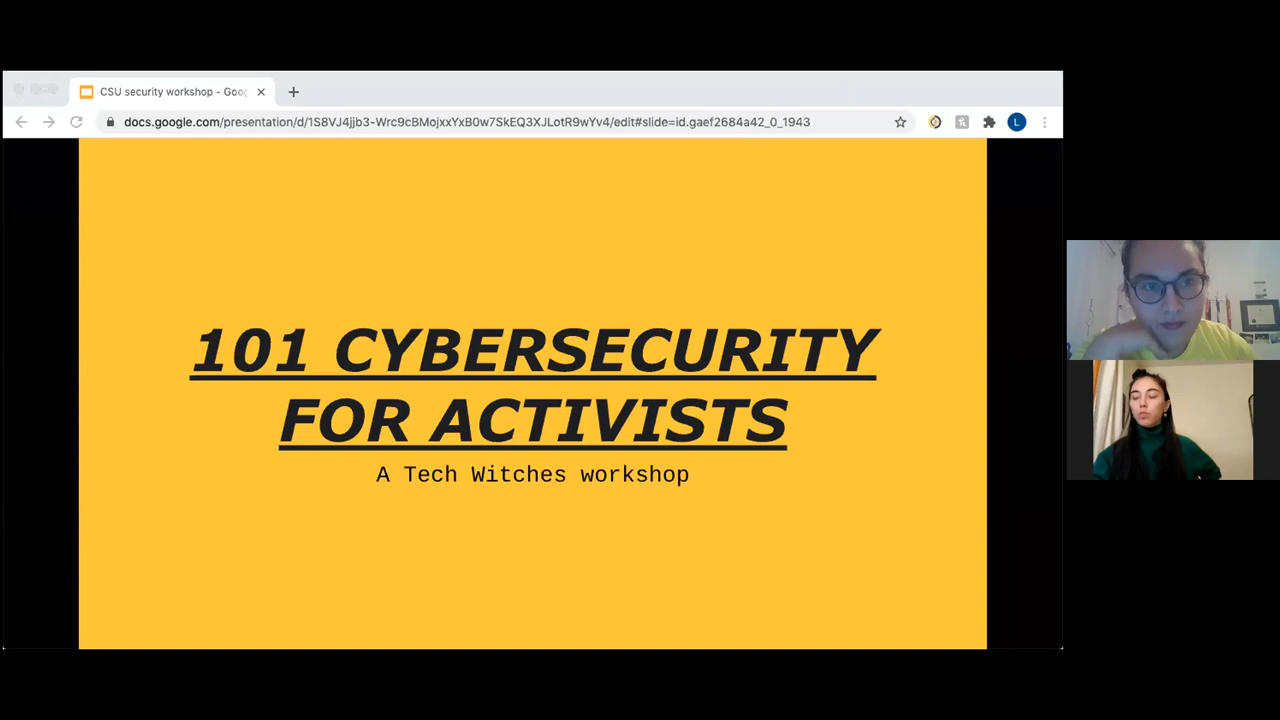 CSU security workshop - Goog
docs.google.com/presentation/d/1S8VJ4jjb3-Wrc9cBMojxxYxB0w7SkEQ3XJLotR9wYv4/edit#slide=id.gaef2684a42_0_1943
L
101 CYBERSECURITY
FOR ACTIVISTS
A Tech Witches workshop